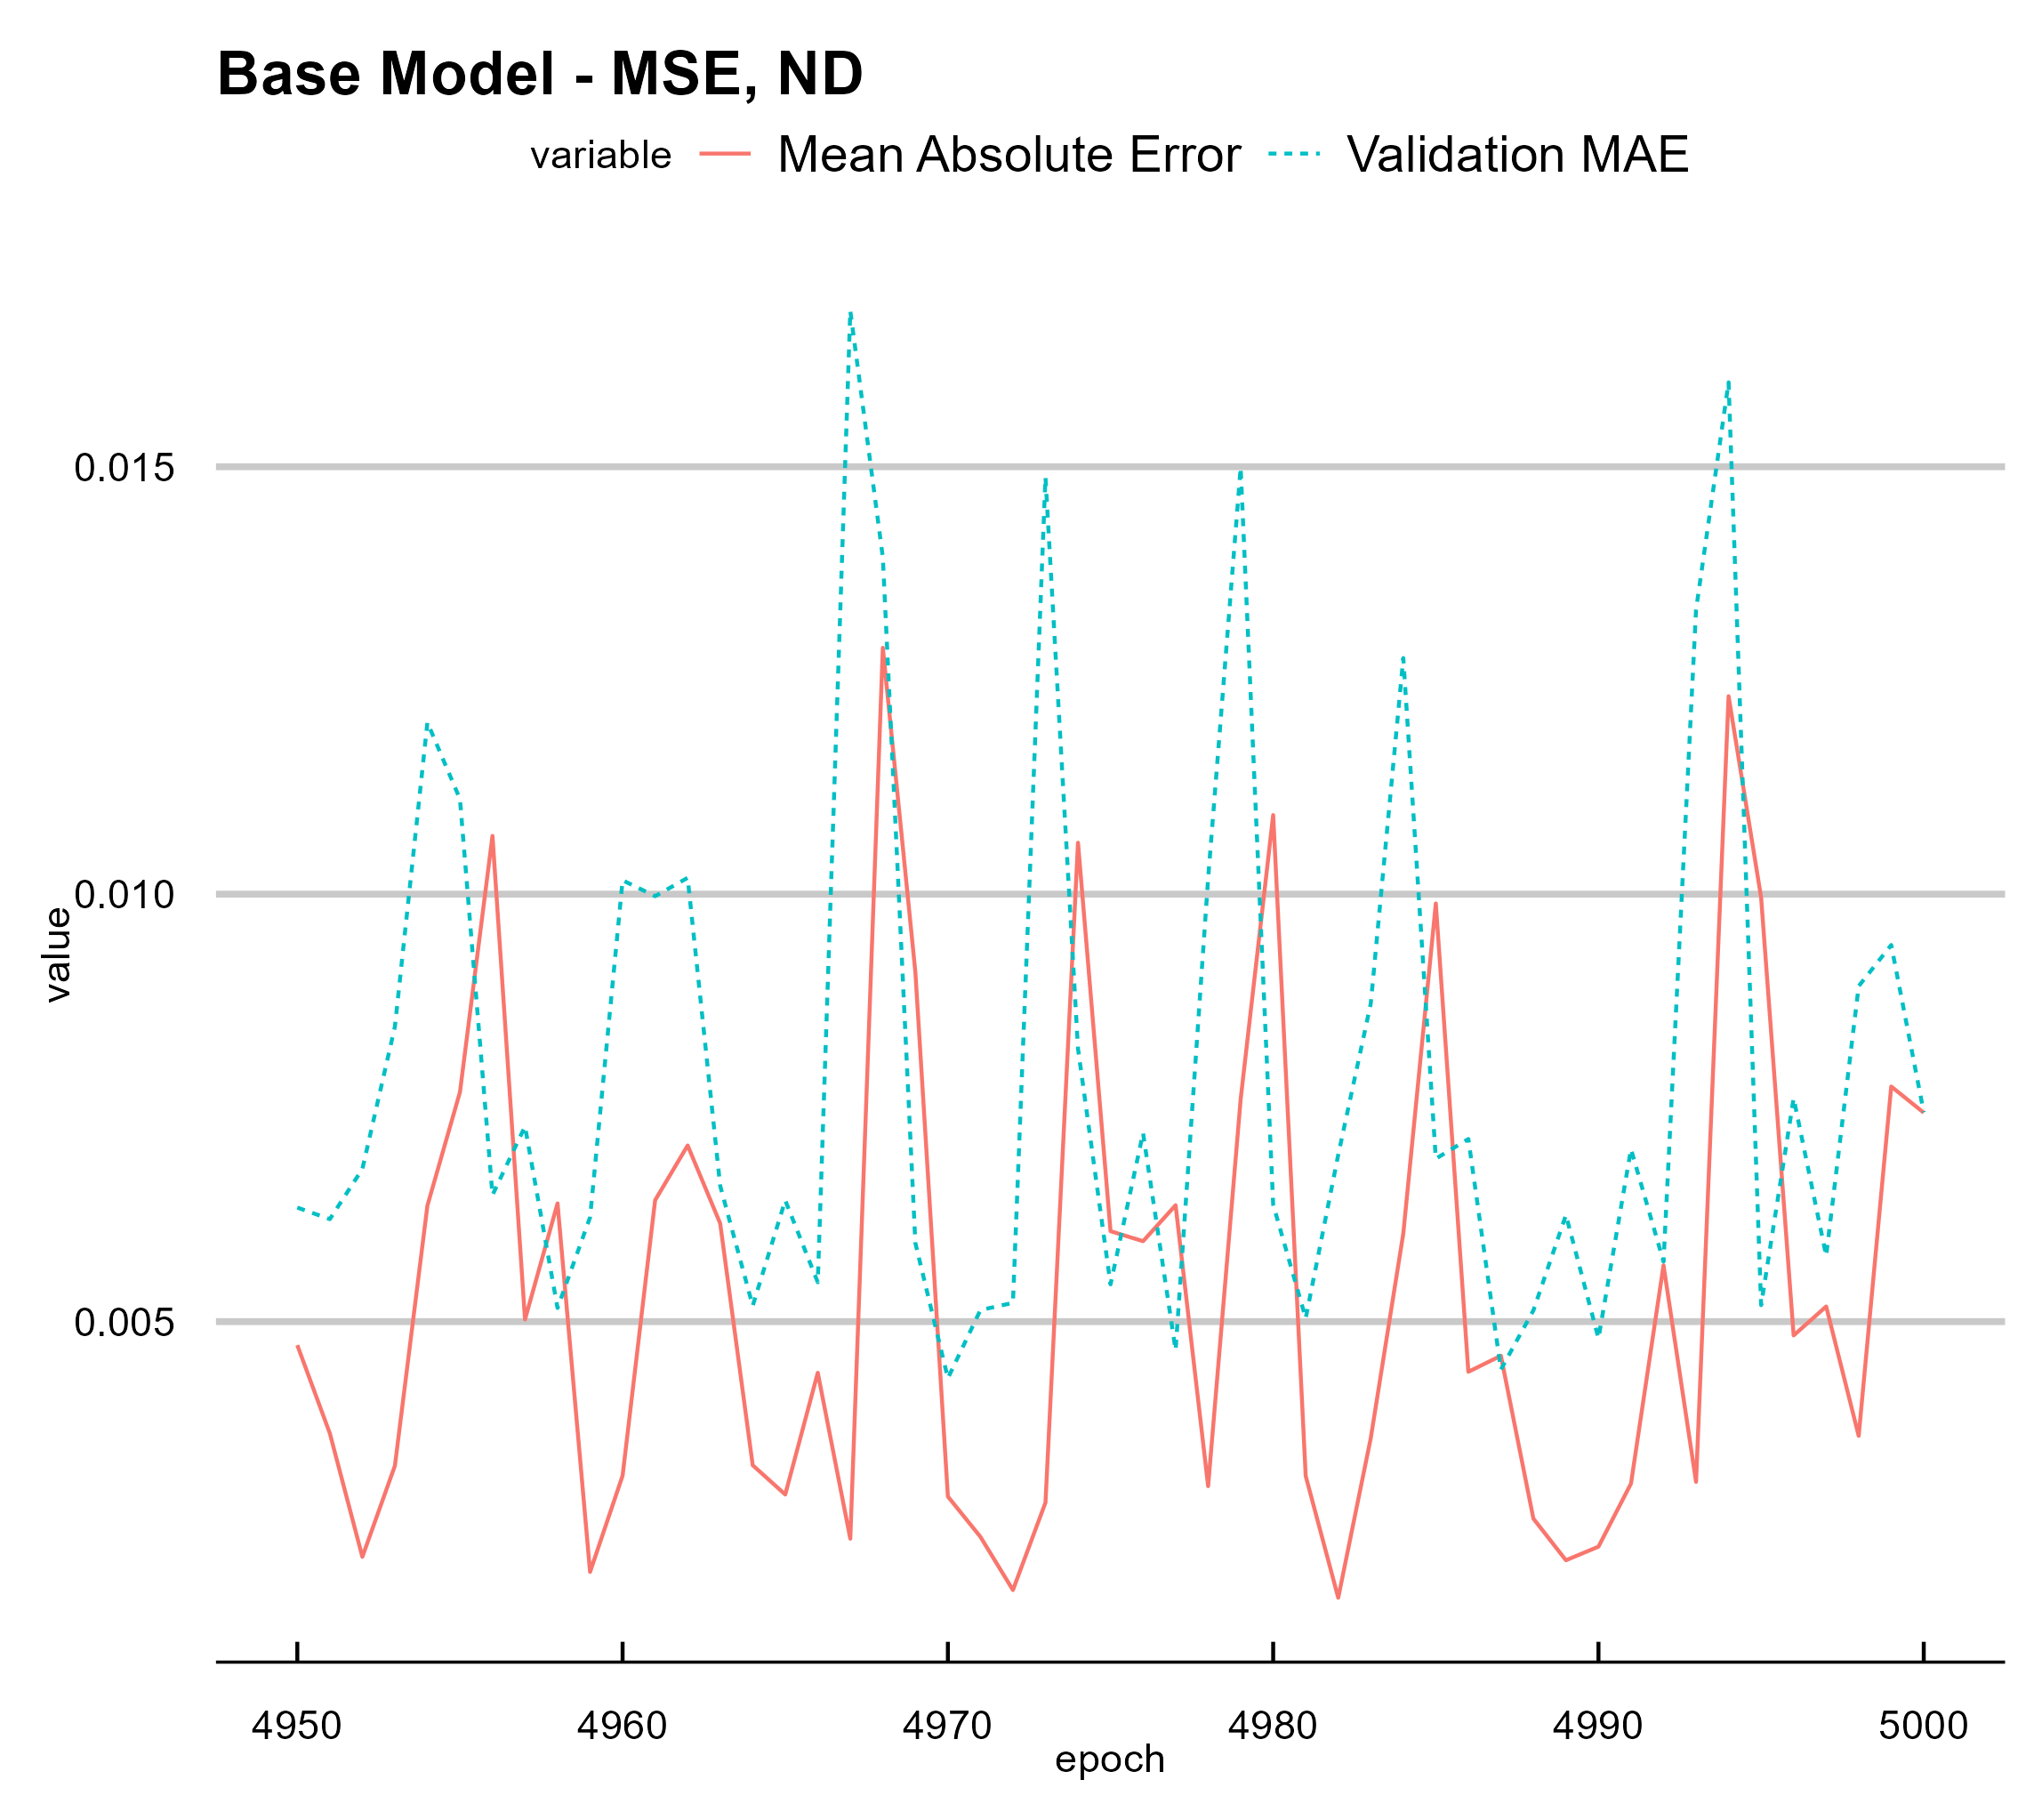 Base Model - MSE, ND
variable Mean Absolute Error Validation MAE
0.015
0.010
0.005
value
4950 4960 4970 4980 4990 5000
epoch